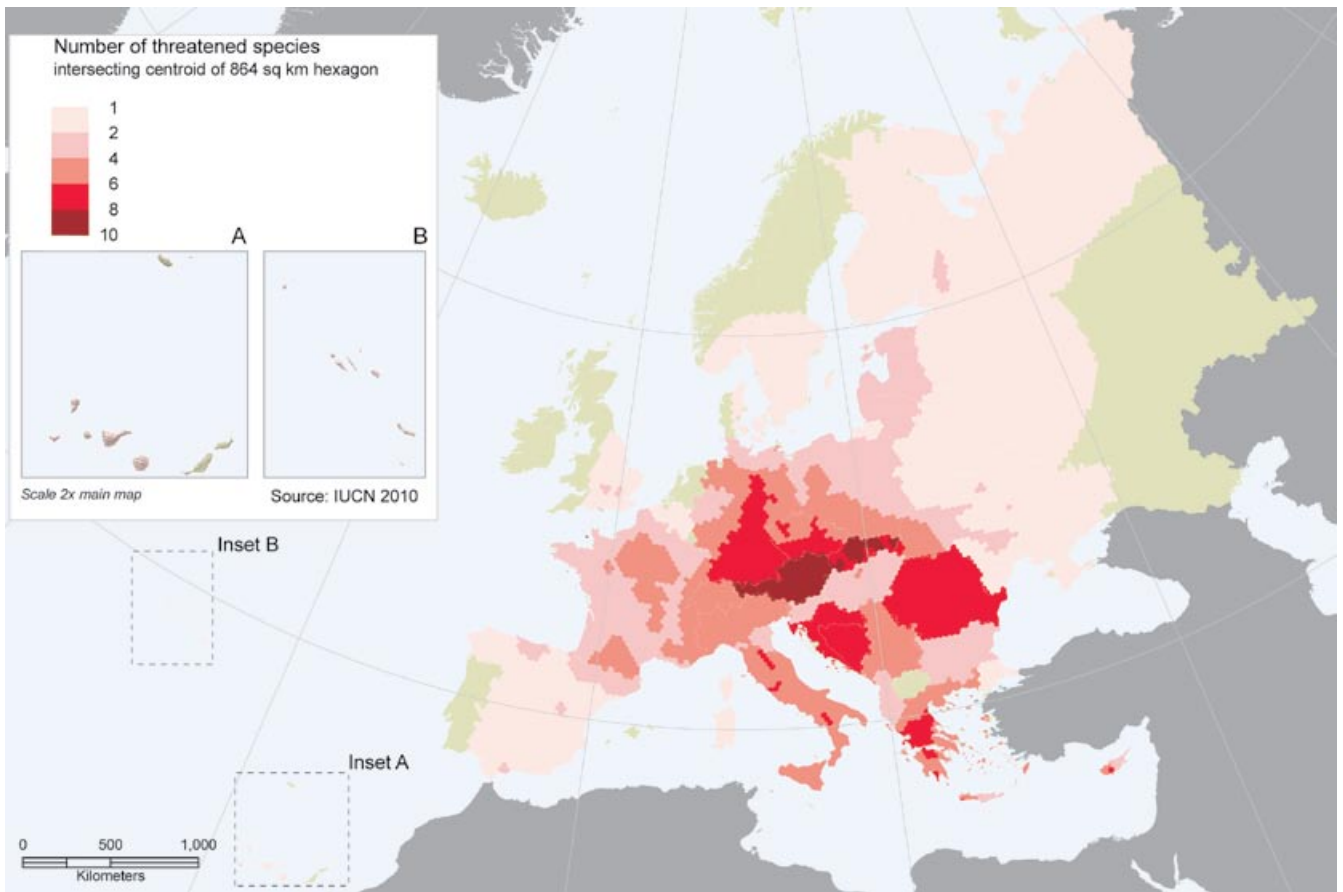 Number of threatened species
intersecting centroid of 864 sq km hexagon
1
2
4
6
8
10
A
B
Scale 2x main map
Source: IUCN 2010
Inset B
Inset A
0 500 1,000
Kilometers